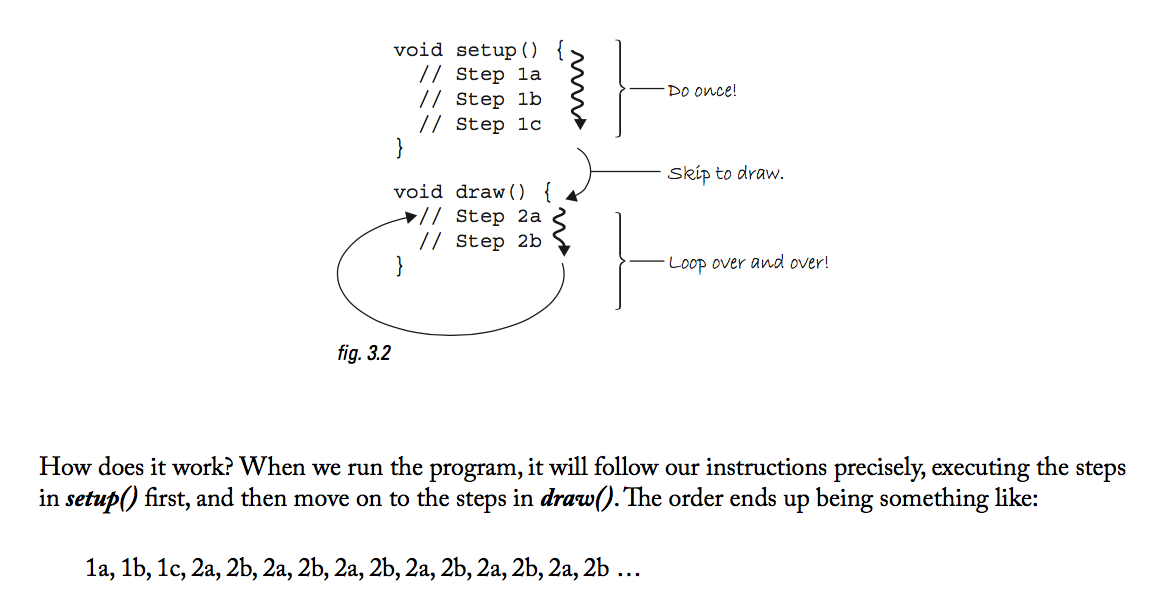 void setup() {
// Step 1a
// Step 1b
// Step 1c
}
Do once!
Skip to draw.
void draw() {
// Step 2a
// Step 2b
}
Loop over and over!
fig. 3.2
How does it work? When we run the program, it will follow our instructions precisely, executing the steps
in setup() first, and then move on to the steps in draw(). The order ends up being something like:
1a, 1b, 1c, 2a, 2b, 2a, 2b, 2a, 2b, 2a, 2b, 2a, 2b, 2a, 2b …